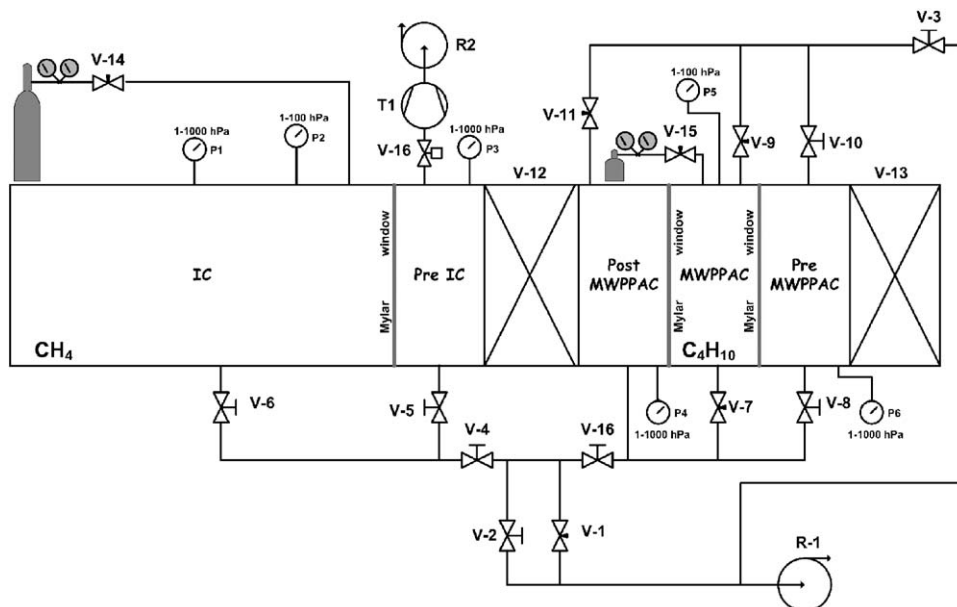 V-3
R2
V-14
1-100 hPa
P5
T1
V-11
1-1000 hPa
P1
1-100 hPa
P2
V-16
1-1000 hPa
P3
V-15
V-9
V-10
V-12
V-13
IC
Mylar window
Pre IC
Post
MWPPAC
Mylar window
MWPPAC
Mylar window
Pre
MWPPAC
CH₄
C₄H₁₀
V-6
V-5
V-4
V-16
P4
1-1000 hPa
V-7
V-8
P6
1-1000 hPa
V-2
V-1
R-1